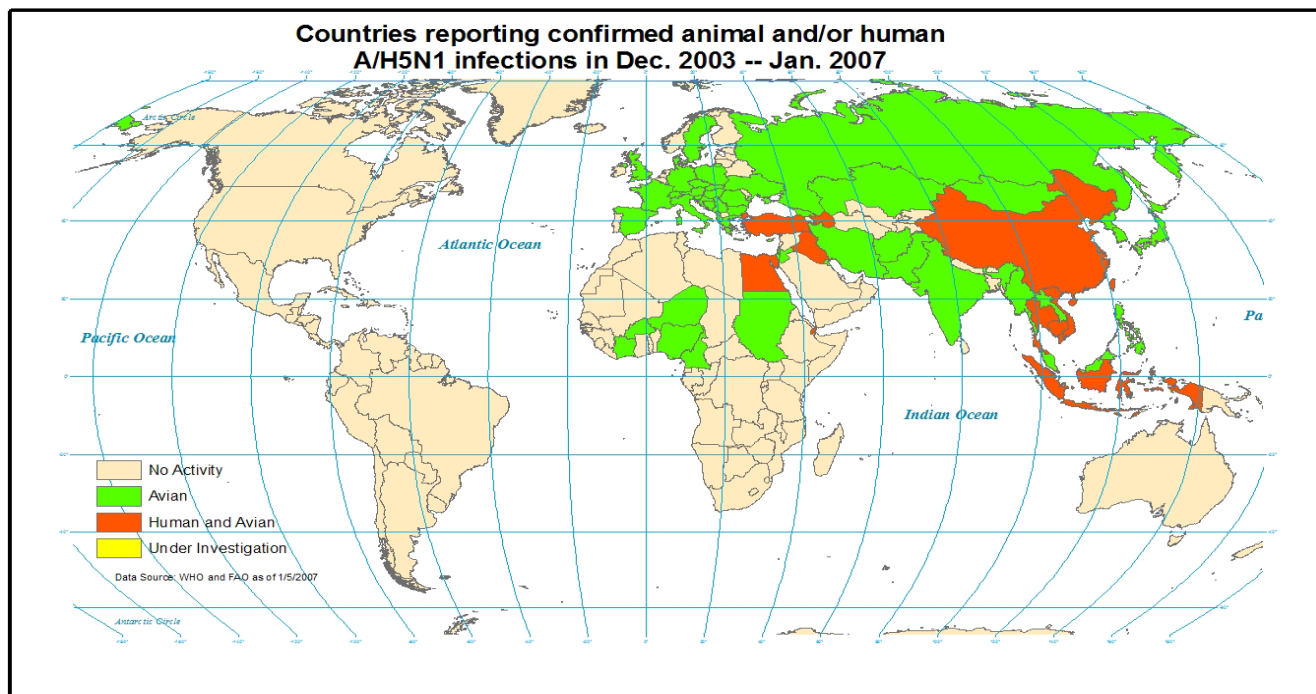 Countries reporting confirmed animal and/or human
A/H5N1 infections in Dec. 2003 -- Jan. 2007
Arctic Circle
Atlantic Ocean
Pacific Ocean
Pa
Indian Ocean
No Activity
Avian
Human and Avian
Under Investigation
Data Source: WHO and FAO as of 1/5/2007
Antarctic Circle